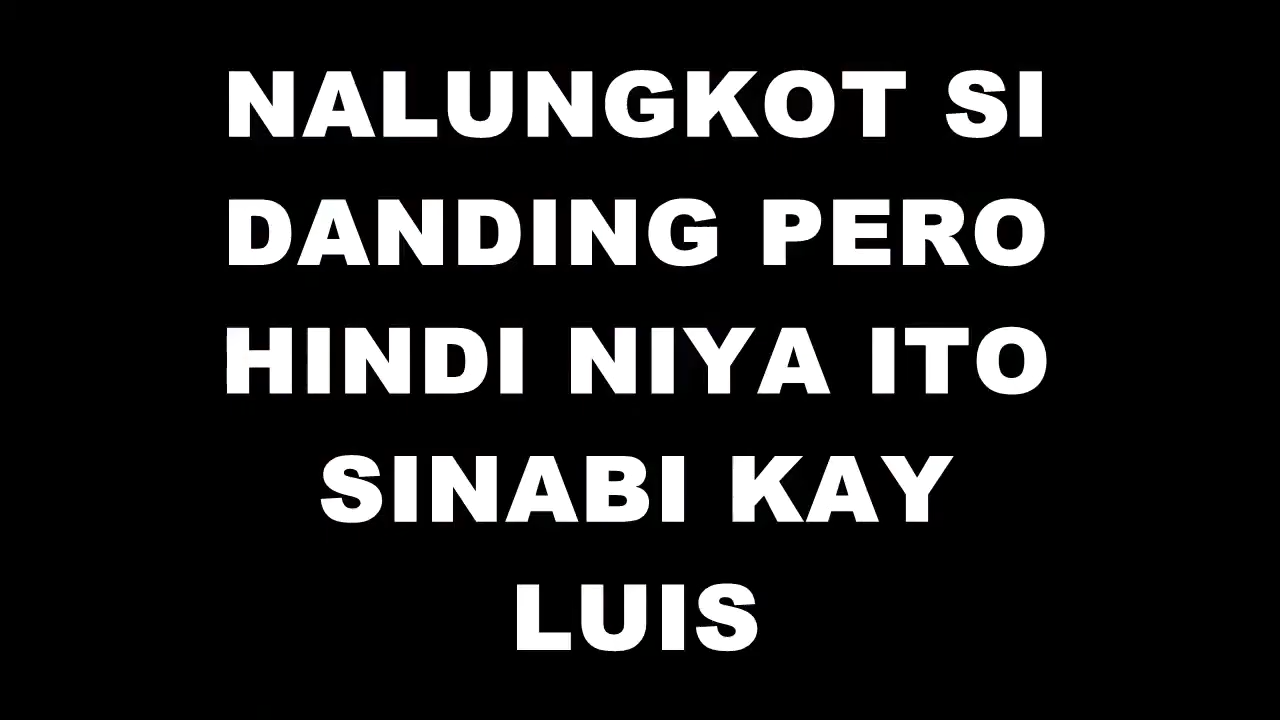 NALUNGKOT SI
DANDING PERO
HINDI NIYA ITO
SINABI KAY
LUIS